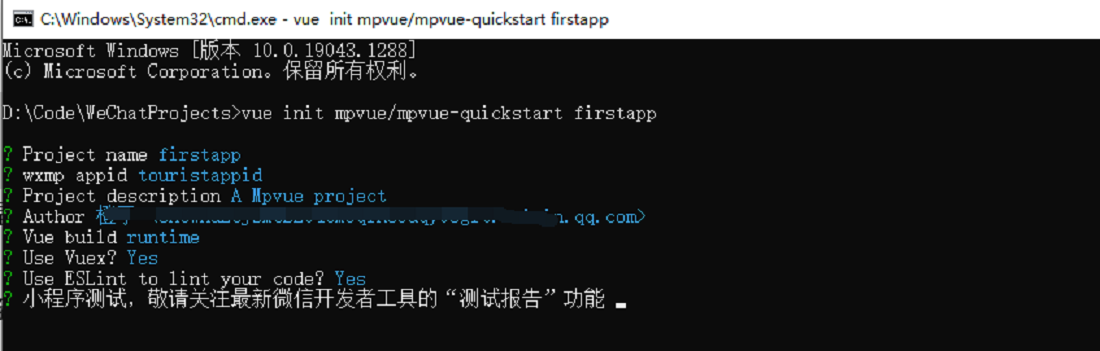 C:\Windows\System32\cmd.exe - vue init mpvue/mpvue-quickstart firstapp
Microsoft Windows [版本 10.0.19043.1288]
(c) Microsoft Corporation。保留所有权利。
D:\Code\WeChatProjects>vue init mpvue/mpvue-quickstart firstapp
? Project name firstapp
? wxmp appid touristappid
? Project description A Mpvue project
? Author
? Vue build runtime
? Use Vuex? Yes
? Use ESLint to lint your code? Yes
? 小程序测试，敬请关注最新微信开发者工具的“测试报告”功能